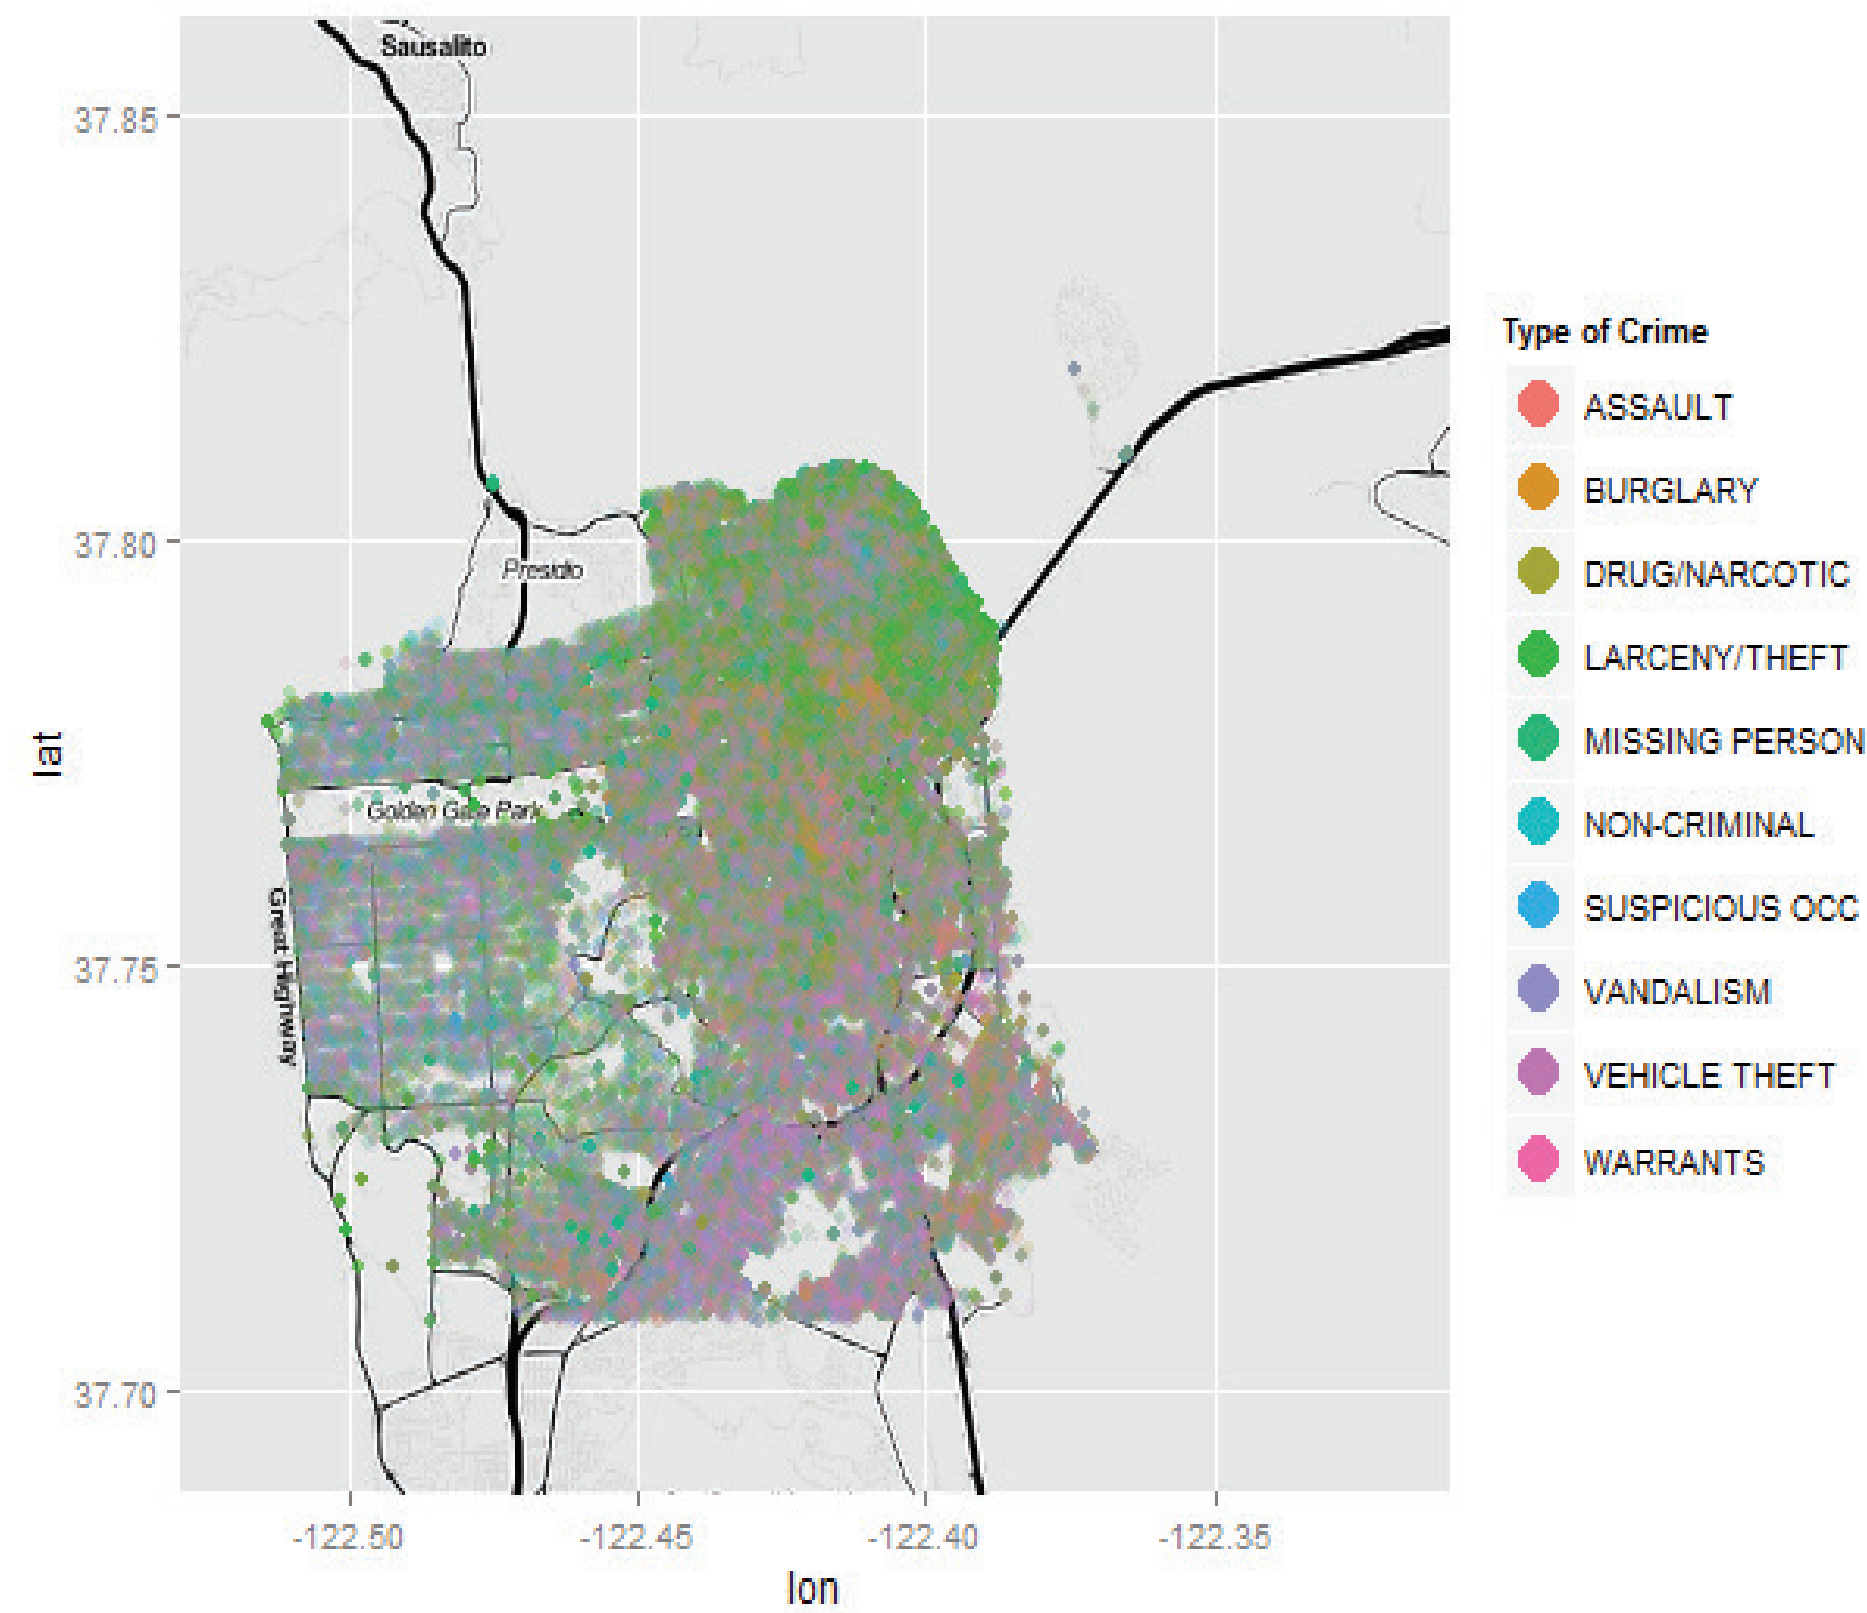 Sausalito
37.85
Type of Crime
ASSAULT
BURGLARY
37.80
Presidio
DRUG/NARCOTIC
LARCENY/THEFT
MISSING PERSON
lat
Golden Gate Park
NON-CRIMINAL
Great Highway
SUSPICIOUS OCC
37.75
VANDALISM
VEHICLE THEFT
WARRANTS
37.70
-122.50
-122.45
-122.40
-122.35
lon